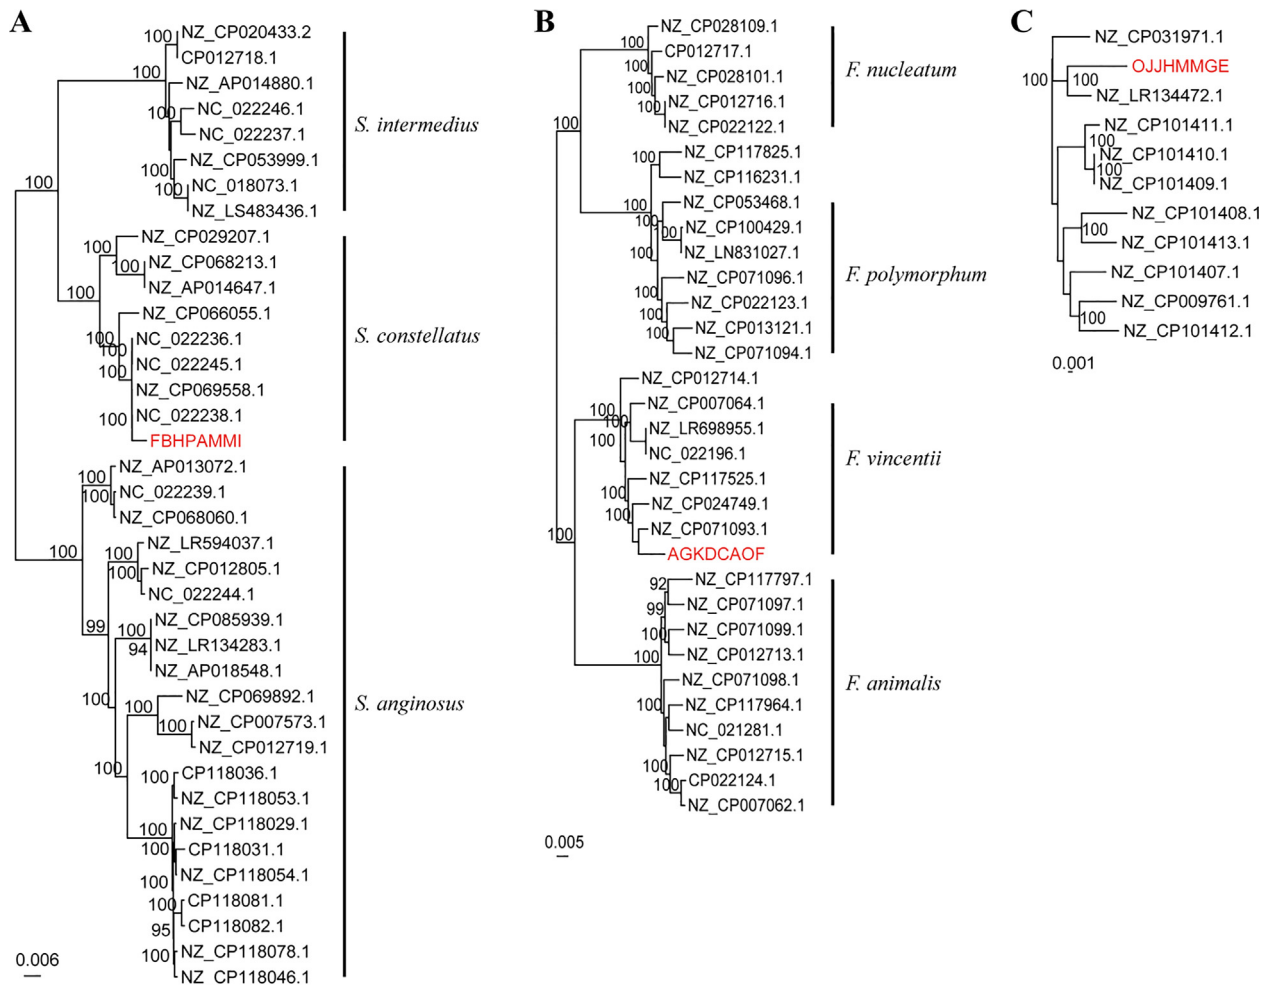 A
NZ_CP020433.2
100
CP012718.1
100
NZ_AP014880.1
NC_022246.1
100
NC_022237.1
S. intermedius
NZ_CP053999.1
100
NC_018073.1
100
100
NZ_LS483436.1
NZ_CP029207.1
100
NZ_CP068213.1
100
NZ_AP014647.1
100
NZ_CP066055.1
NC_022236.1
100
S. constellatus
100
NC_022245.1
100
NZ_CP069558.1
NC_022238.1
100
FBHPAMMI
NZ_AP013072.1
100
NC_022239.1
100
NZ_CP068060.1
NZ_LR594037.1
100
100
NZ_CP012805.1
100
NC_022244.1
NZ_CP085939.1
99
100
NZ_LR134283.1
94
NZ_AP018548.1
NZ_CP069892.1
100
S. anginosus
100
NZ_CP007573.1
100
NZ_CP012719.1
100
CP118036.1
100
NZ_CP118053.1
NZ_CP118029.1
100
CP118031.1
100
NZ_CP118054.1
100
CP118081.1
100
CP118082.1
95
NZ_CP118078.1
100
NZ_CP118046.1
0.006
B
NZ_CP028109.1
100
CP012717.1
100
NZ_CP028101.1
F. nucleatum
100
NZ_CP012716.1
100
NZ_CP022122.1
100
NZ_CP117825.1
100
NZ_CP116231.1
NZ_CP053468.1
100
NZ_CP100429.1
100
00
NZ_LN831027.1
100
NZ_CP071096.1
F. polymorphum
100
NZ_CP022123.1
100
NZ_CP013121.1
100
NZ_CP071094.1
NZ_CP012714.1
NZ_CP007064.1
100
100
NZ_LR698955.1
100
NC_022196.1
F. vincentii
NZ_CP117525.1
100
NZ_CP024749.1
100
NZ_CP071093.1
100
AGKDCAOF
NZ_CP117797.1
92
NZ_CP071097.1
99
NZ_CP071099.1
100
NZ_CP012713.1
100
NZ_CP071098.1
F. animalis
NZ_CP117964.1
100
NC_021281.1
NZ_CP012715.1
100
CP022124.1
100
NZ_CP007062.1
0.005
C
NZ_CP031971.1
OJJHMMGE
100
100
NZ_LR134472.1
NZ_CP101411.1
100
NZ_CP101410.1
100
NZ_CP101409.1
NZ_CP101408.1
100
NZ_CP101413.1
NZ_CP101407.1
NZ_CP009761.1
100
NZ_CP101412.1
0.001